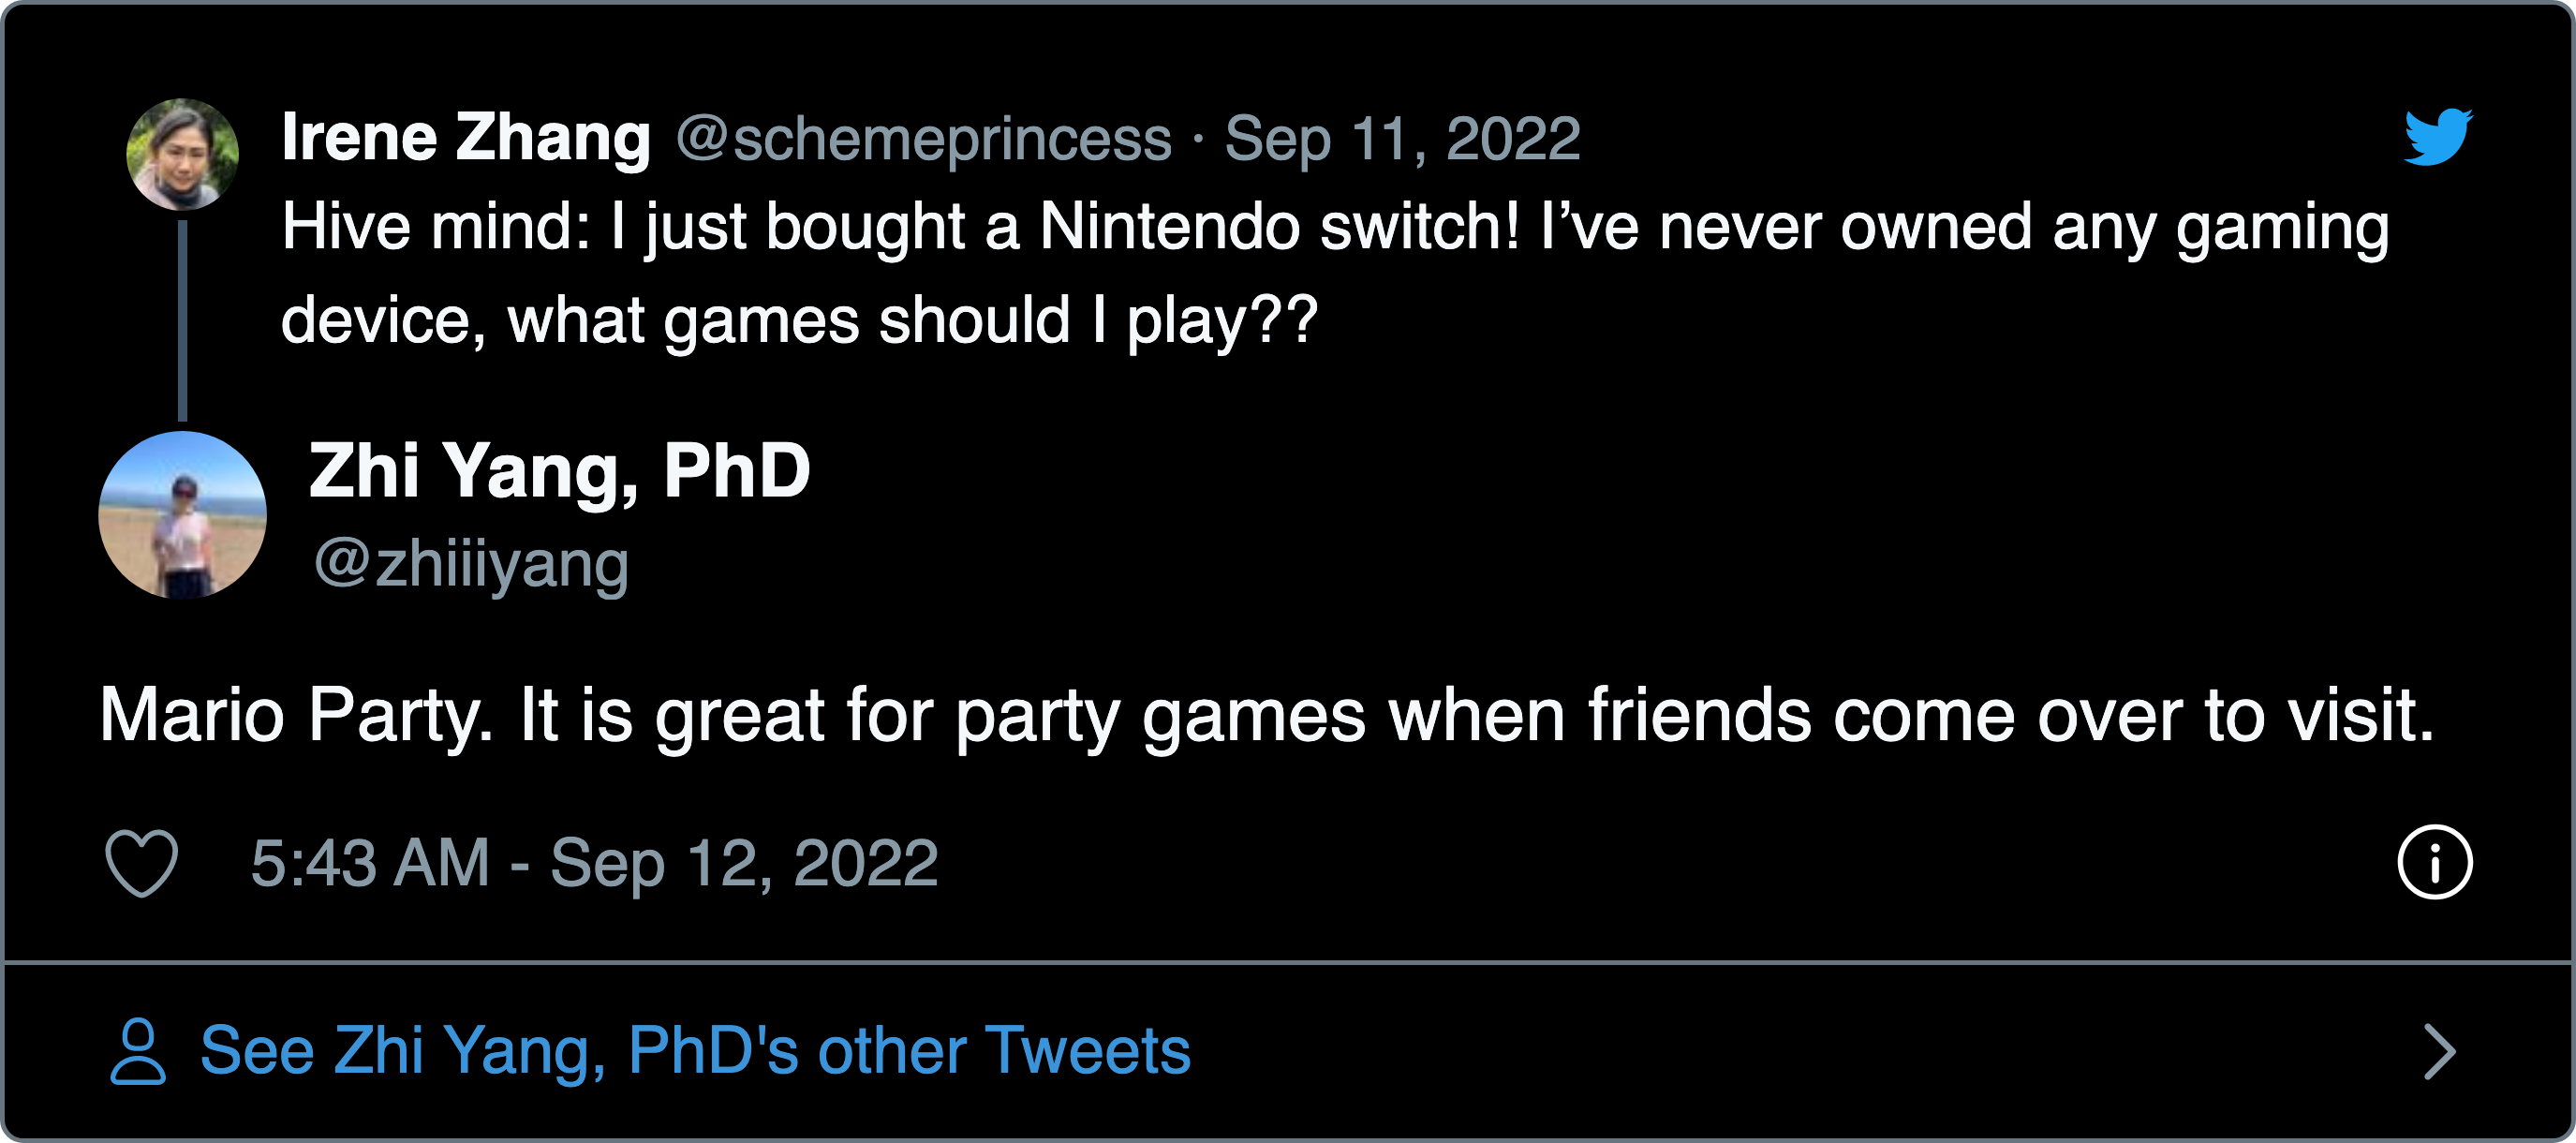 Irene Zhang @schemeprincess · Sep 11, 2022
Hive mind: I just bought a Nintendo switch! I’ve never owned any gaming
device, what games should I play??
Zhi Yang, PhD
@zhiiiyang
Mario Party. It is great for party games when friends come over to visit.
5:43 AM - Sep 12, 2022
See Zhi Yang, PhD's other Tweets